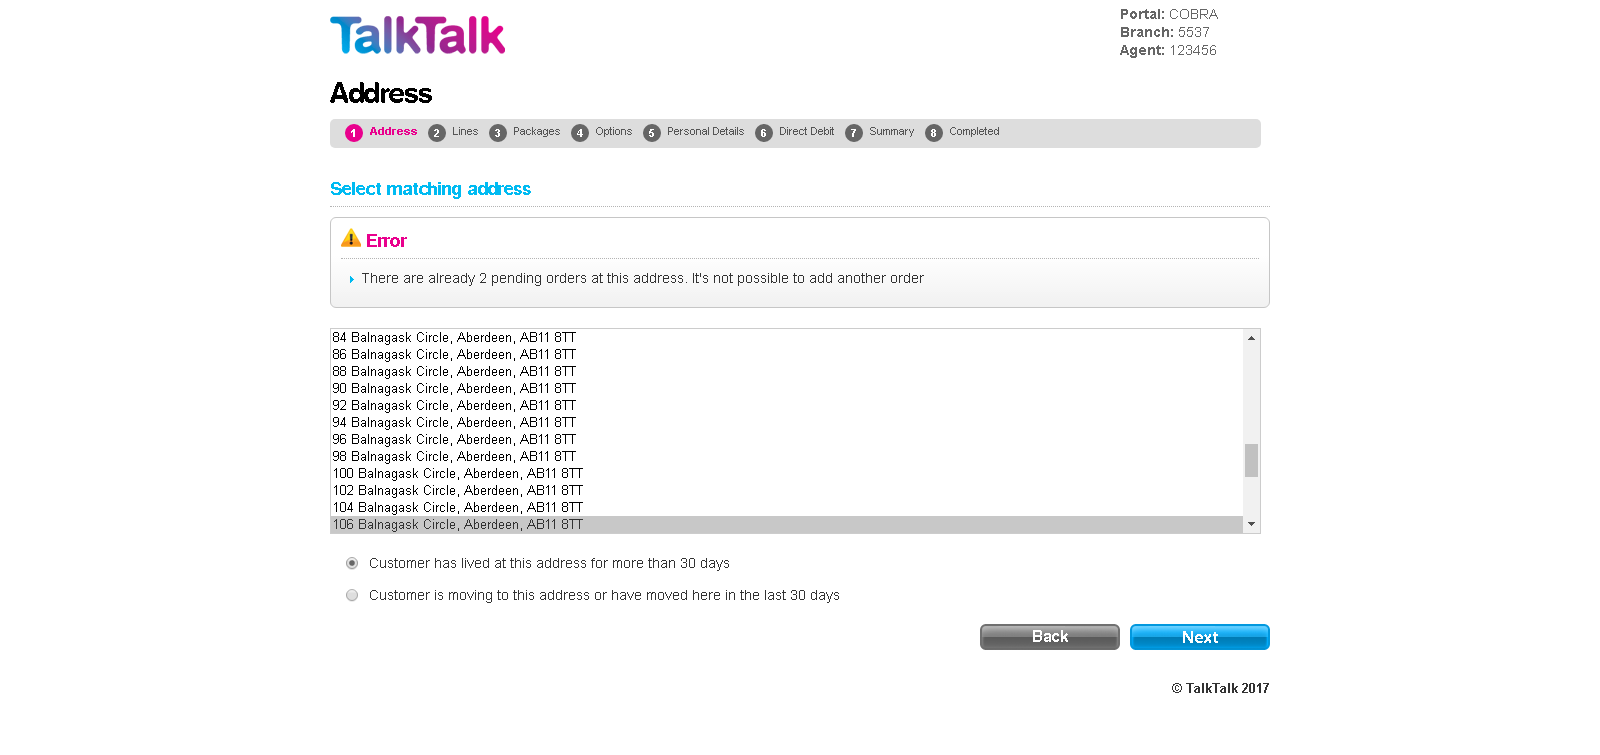 TalkTalk
Portal: COBRA
Branch: 5537
Agent: 123456
Address
1 Address 2 Lines 3 Packages 4 Options 5 Personal Details 6 Direct Debit 7 Summary 8 Completed
Select matching address
Error
There are already 2 pending orders at this address. It's not possible to add another order
84 Balnagask Circle, Aberdeen, AB11 8TT
86 Balnagask Circle, Aberdeen, AB11 8TT
88 Balnagask Circle, Aberdeen, AB11 8TT
90 Balnagask Circle, Aberdeen, AB11 8TT
92 Balnagask Circle, Aberdeen, AB11 8TT
94 Balnagask Circle, Aberdeen, AB11 8TT
96 Balnagask Circle, Aberdeen, AB11 8TT
98 Balnagask Circle, Aberdeen, AB11 8TT
100 Balnagask Circle, Aberdeen, AB11 8TT
102 Balnagask Circle, Aberdeen, AB11 8TT
104 Balnagask Circle, Aberdeen, AB11 8TT
106 Balnagask Circle, Aberdeen, AB11 8TT
Customer has lived at this address for more than 30 days
Customer is moving to this address or have moved here in the last 30 days
Back Next
© TalkTalk 2017